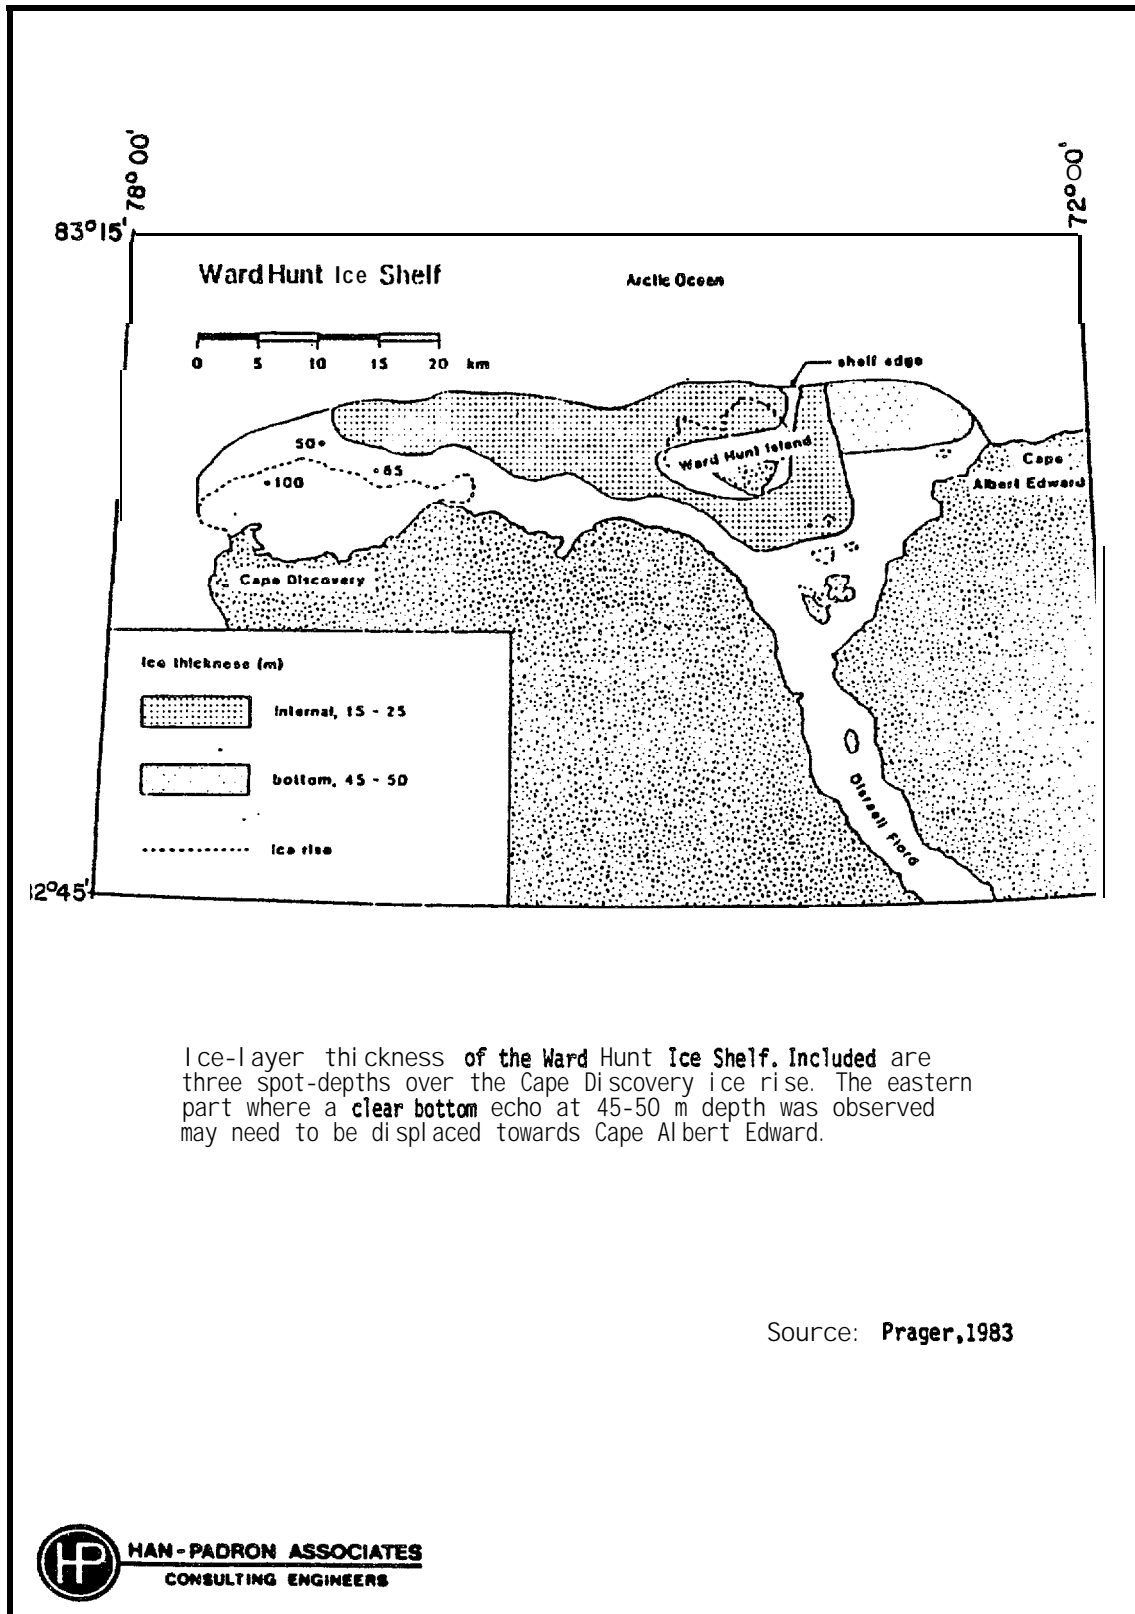 78°00'
72°00'
83°15'
Ward Hunt Ice Shelf
Arctic Ocean
0 5 10 15 20 km
shelf edge
50
85
100
Ward Hunt Island
Cape
Albert Edward
Cape Discovery
Ice thickness (m)
internal, 15 - 25
bottom, 45 - 50
ice rise
Disraeli Fiord
2°45'
Ice-layer thickness of the Ward Hunt Ice Shelf. Included are
three spot-depths over the Cape Discovery ice rise. The eastern
part where a clear bottom echo at 45-50 m depth was observed
may need to be displaced towards Cape Albert Edward.
Source: Prager,1983
HP
HAN-PADRON ASSOCIATES
CONSULTING ENGINEERS